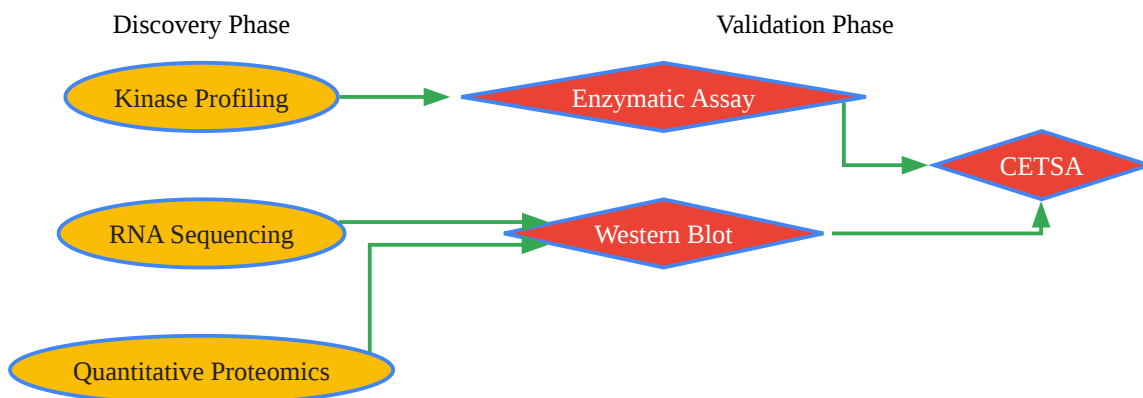 Discovery Phase
Validation Phase
Kinase Profiling
Enzymatic Assay
CETSA
RNA Sequencing
Western Blot
Quantitative Proteomics